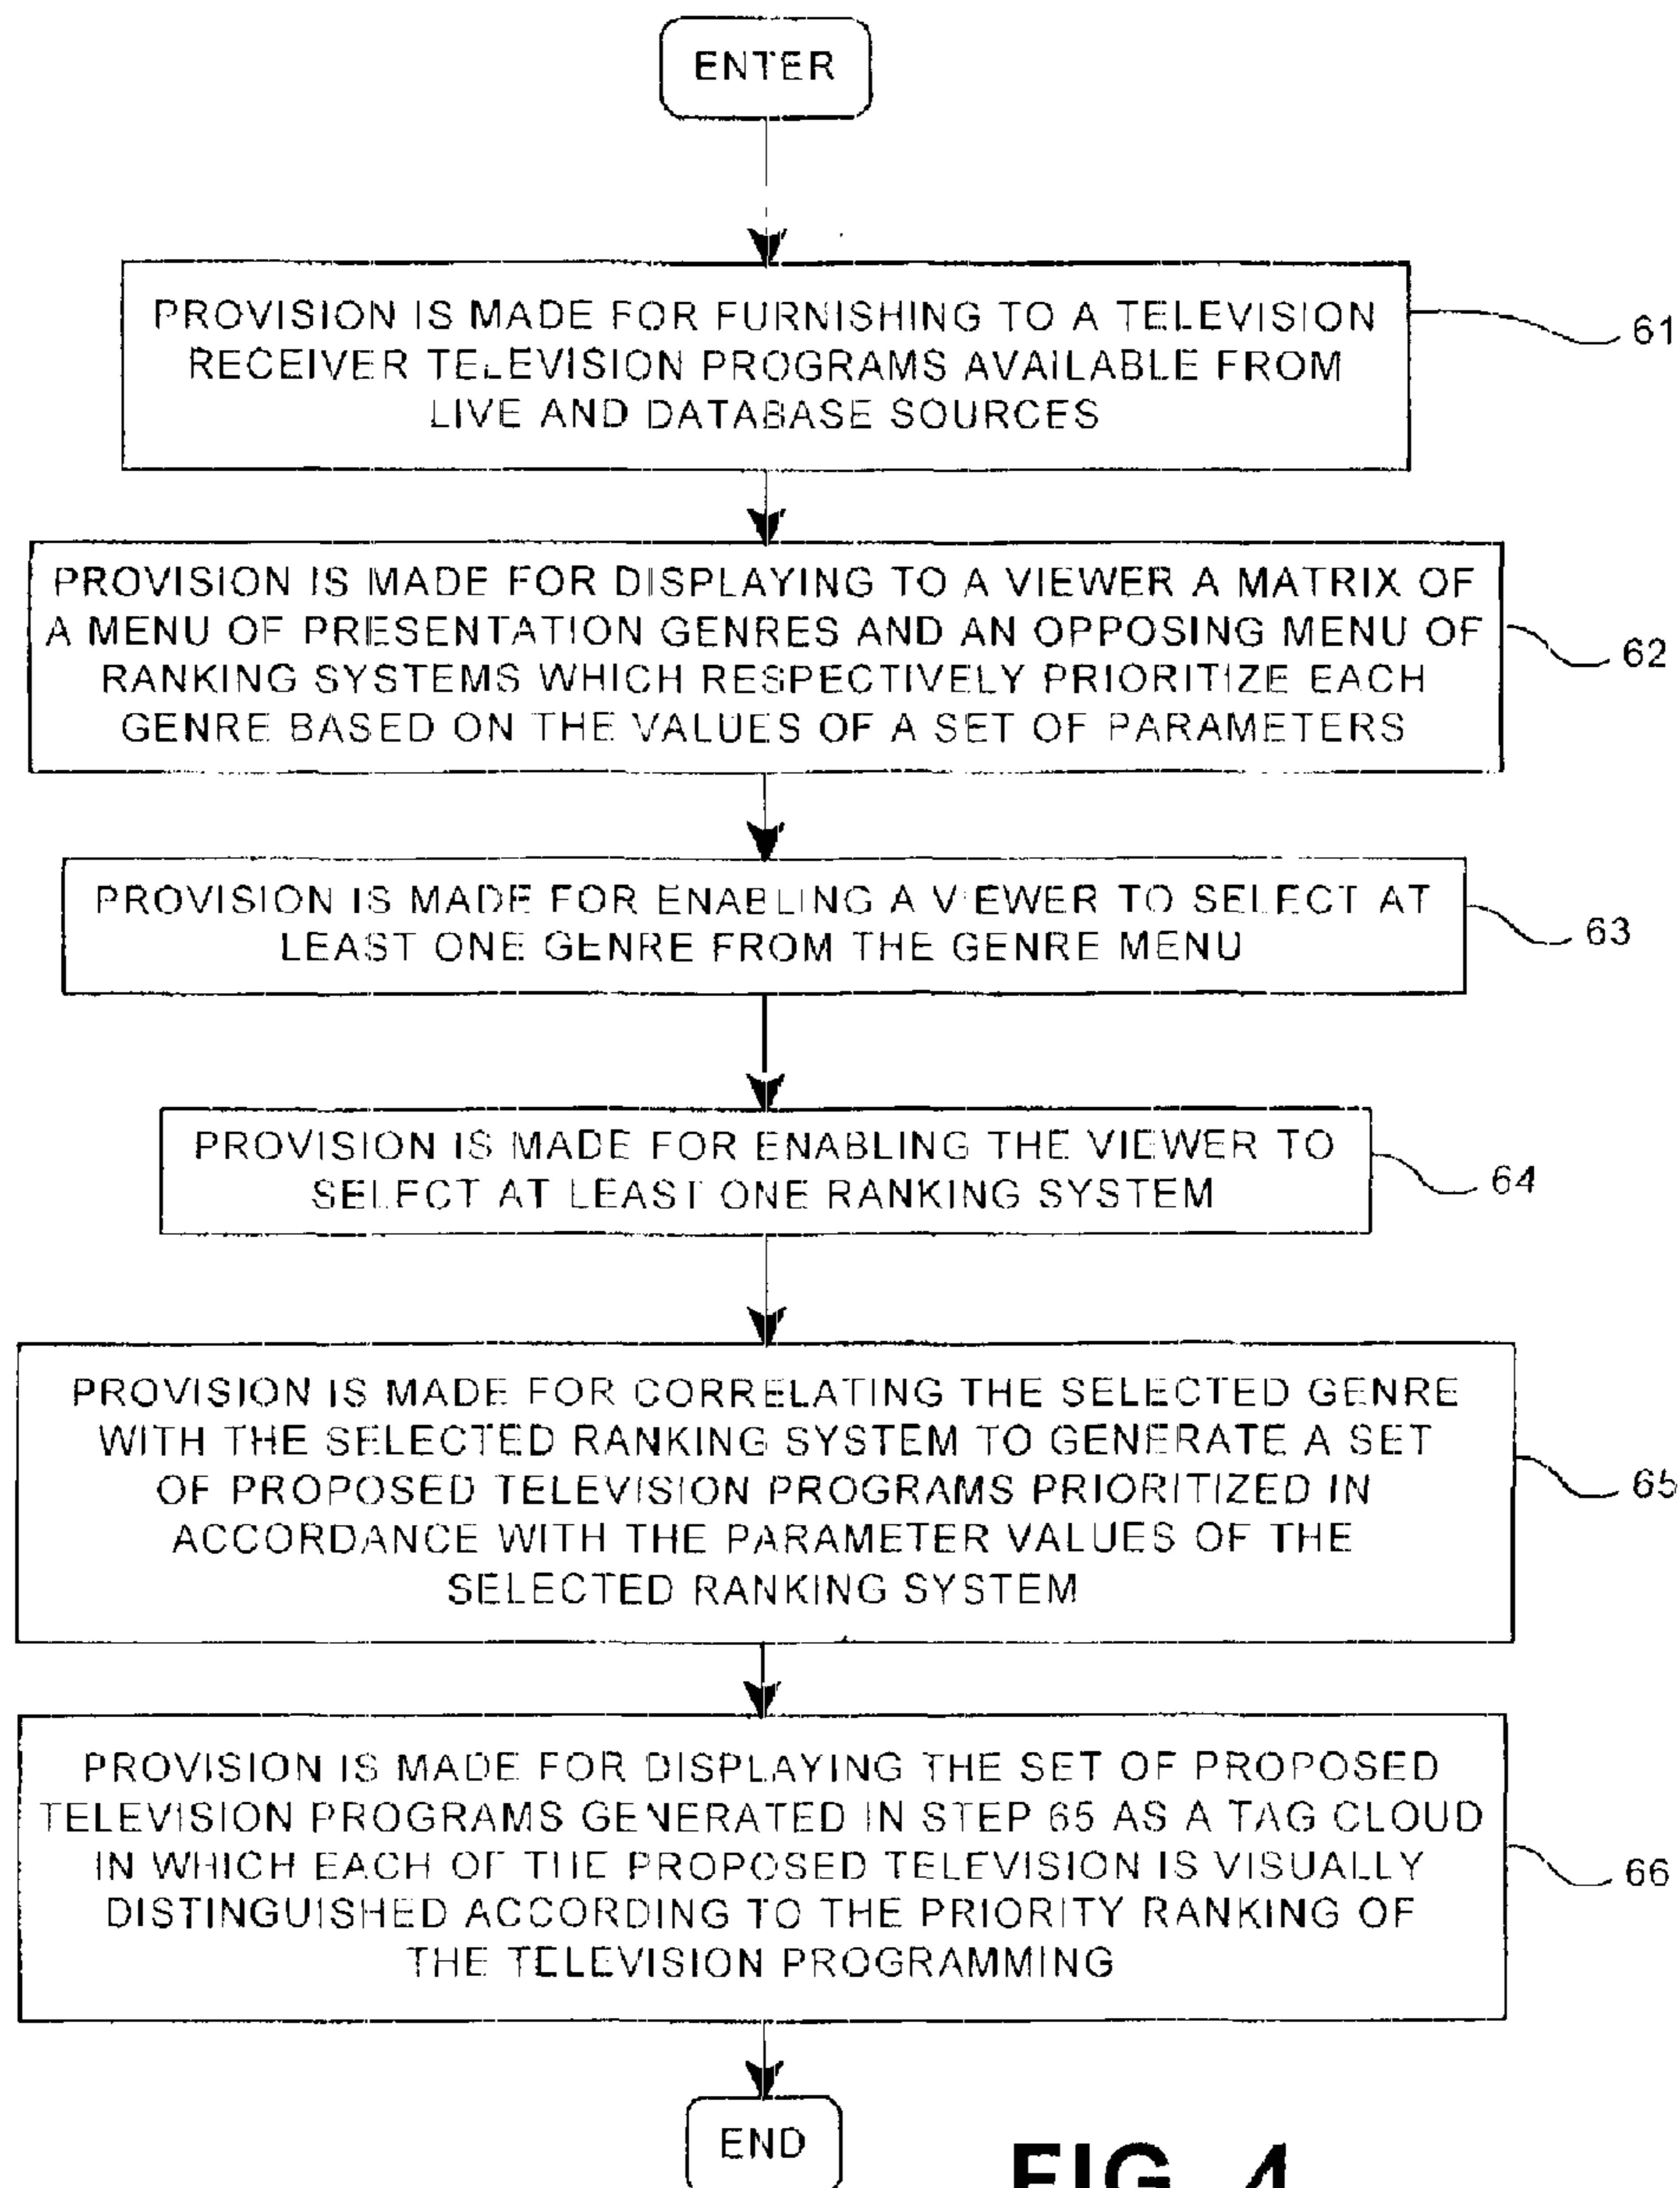 ENTER
PROVISION IS MADE FOR FURNISHING TO A TELEVISION
RECEIVER TELEVISION PROGRAMS AVAILABLE FROM
LIVE AND DATABASE SOURCES
61
PROVISION IS MADE FOR DISPLAYING TO A VIEWER A MATRIX OF
A MENU OF PRESENTATION GENRES AND AN OPPOSING MENU OF
RANKING SYSTEMS WHICH RESPECTIVELY PRIORITIZE EACH
GENRE BASED ON THE VALUES OF A SET OF PARAMETERS
62
PROVISION IS MADE FOR ENABLING A VIEWER TO SELECT AT
LEAST ONE GENRE FROM THE GENRE MENU
63
PROVISION IS MADE FOR ENABLING THE VIEWER TO
SELECT AT LEAST ONE RANKING SYSTEM
64
PROVISION IS MADE FOR CORRELATING THE SELECTED GENRE
WITH THE SELECTED RANKING SYSTEM TO GENERATE A SET
OF PROPOSED TELEVISION PROGRAMS PRIORITIZED IN
ACCORDANCE WITH THE PARAMETER VALUES OF THE
SELECTED RANKING SYSTEM
65
PROVISION IS MADE FOR DISPLAYING THE SET OF PROPOSED
TELEVISION PROGRAMS GENERATED IN STEP 65 AS A TAG CLOUD
IN WHICH EACH OF THE PROPOSED TELEVISION IS VISUALLY
DISTINGUISHED ACCORDING TO THE PRIORITY RANKING OF
THE TELEVISION PROGRAMMING
66
END
FIG. 4